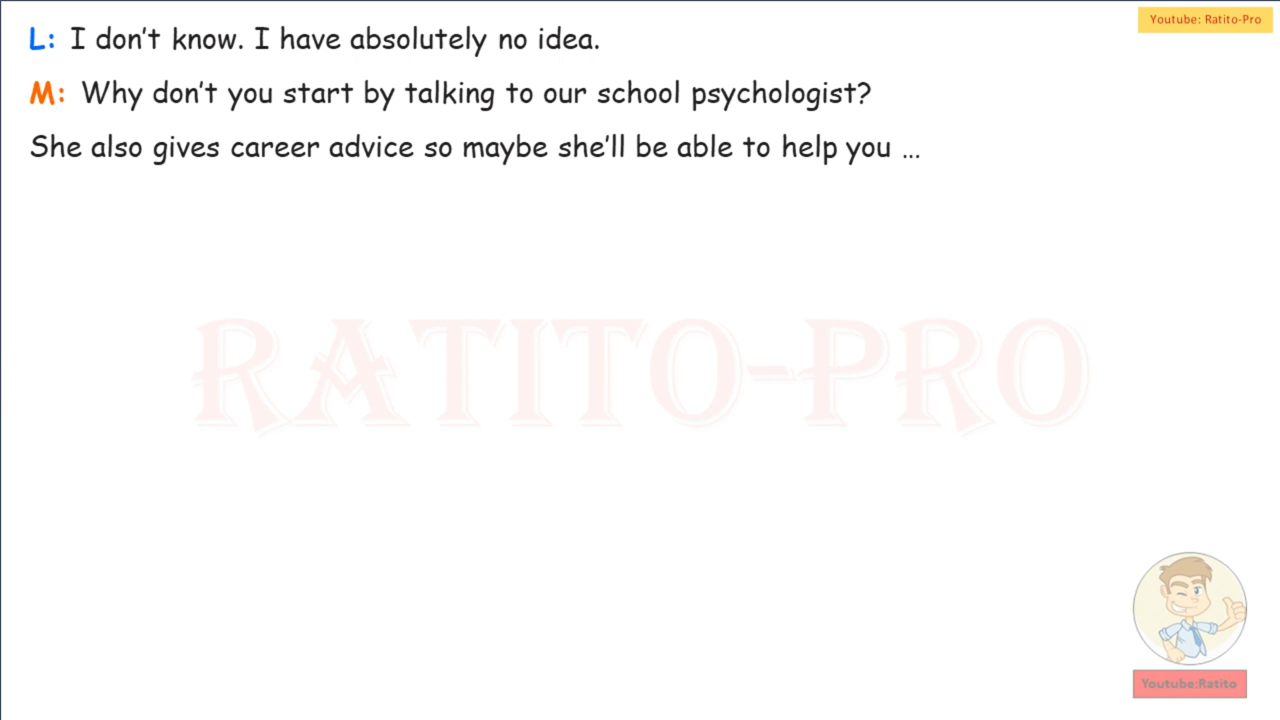 Youtube: Ratito-Pro
L: I don't know. I have absolutely no idea.
M: Why don't you start by talking to our school psychologist?
She also gives career advice so maybe she'll be able to help you ...
RATITO-PRO
Youtube:Ratito